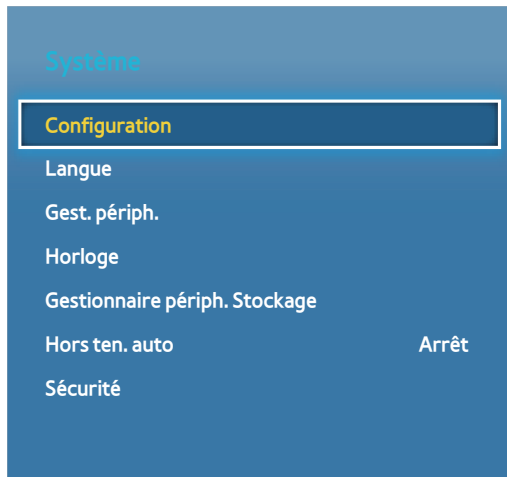 Système
Configuration
Langue
Gest. périph.
Horloge
Gestionnaire périph. Stockage
Hors ten. auto Arrêt
Sécurité